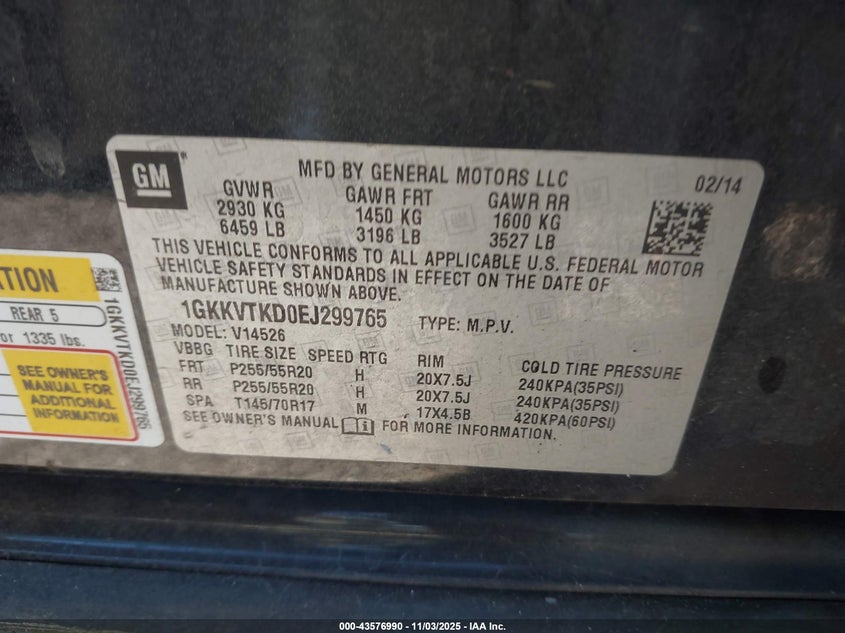 GM
MFD BY GENERAL MOTORS LLC 02/14
GVWR GAWR FRT GAWR RR
2930 KG 1450 KG 1600 KG
6459 LB 3196 LB 3527 LB
THIS VEHICLE CONFORMS TO ALL APPLICABLE U.S. FEDERAL MOTOR
VEHICLE SAFETY STANDARDS IN EFFECT ON THE DATE OF
MANUFACTURE SHOWN ABOVE.
1GKKVTKD0EJ299765 TYPE: M.P.V.
MODEL: V14526
VBBG TIRE SIZE SPEED RTG RIM COLD TIRE PRESSURE
FRT P255/55R20 H 20X7.5J 240KPA(35PSI)
RR P255/55R20 H 20X7.5J 240KPA(35PSI)
SPA T145/70R17 M 17X4.5B 420KPA(60PSI)
SEE OWNER'S MANUAL FOR MORE INFORMATION.
REAR 5
1335 lbs.
SEE OWNER'S
MANUAL FOR
ADDITIONAL
INFORMATION
1GKKVTKD0EJ299765
000-43576990 - 11/03/2025 - IAA Inc.